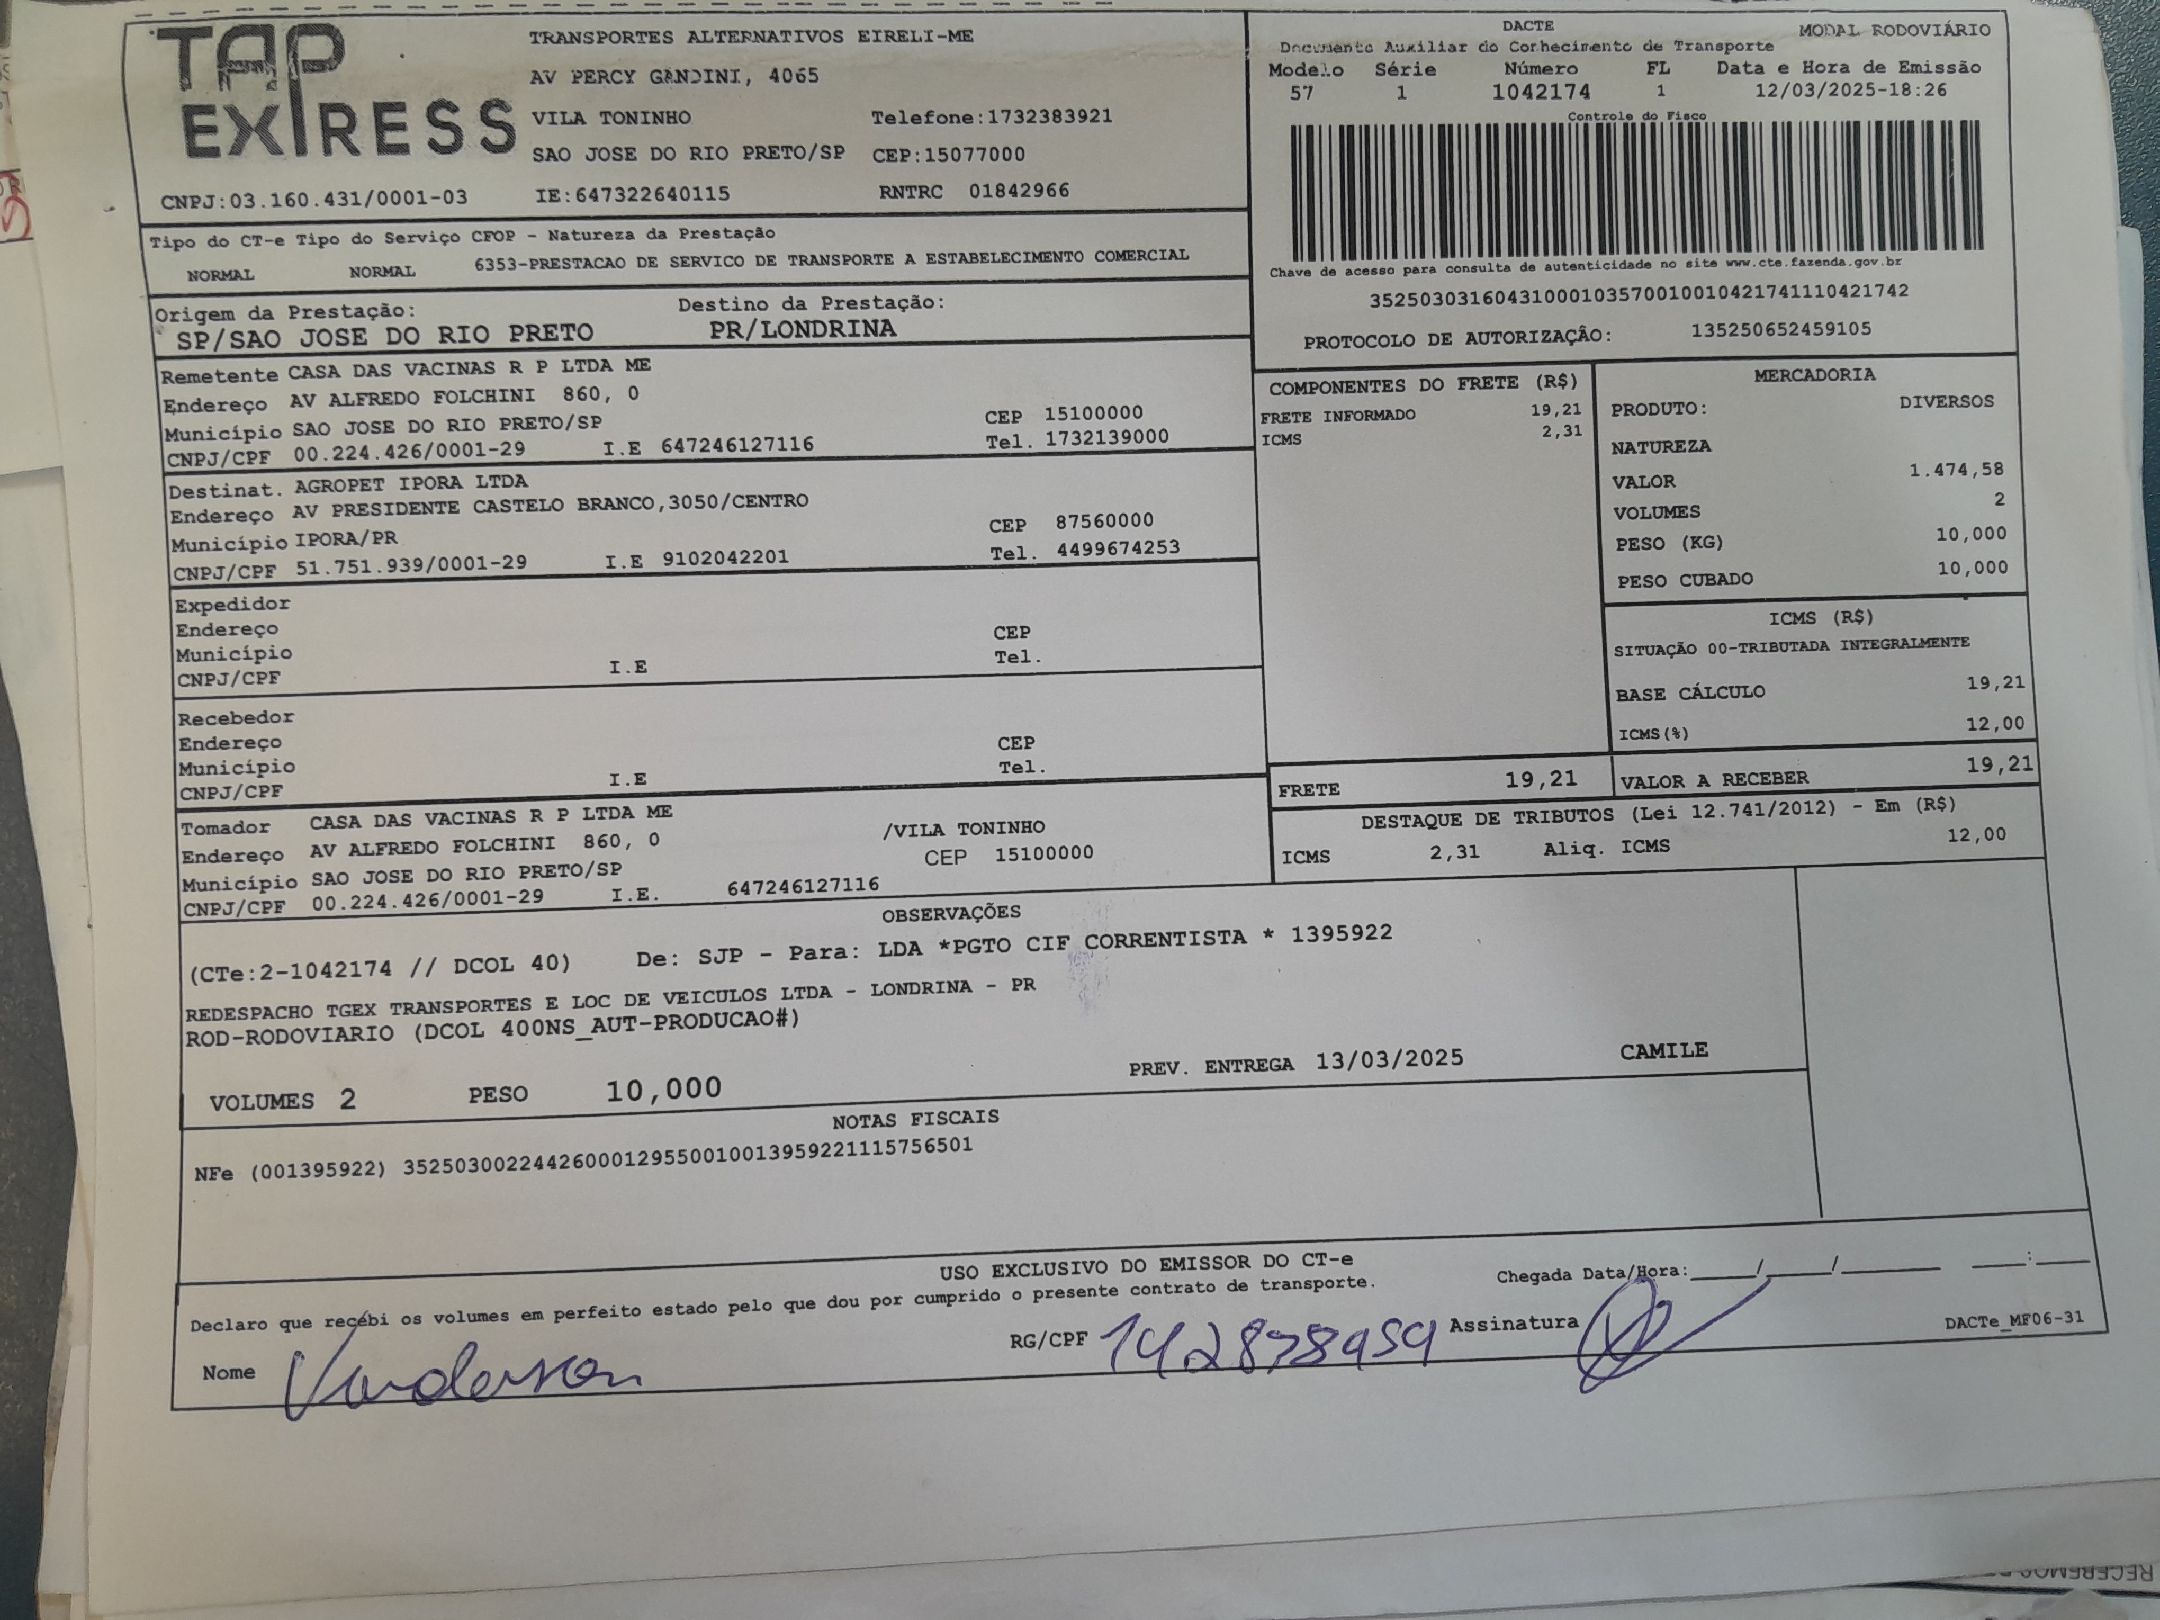 TAP EXPRESS
TRANSPORTES ALTERNATIVOS EIRELI-ME
AV PERCY GANDINI, 4065
VILA TONINHO Telefone:1732383921
SAO JOSE DO RIO PRETO/SP CEP:15077000
CNPJ:03.160.431/0001-03 IE:647322640115 RNTRC 01842966
DACTE MODAL RODOVIÁRIO
Documento Auxiliar do Conhecimento de Transporte
Modelo Série Número FL Data e Hora de Emissão
57 1 1042174 1 12/03/2025-18:26
Controle do Fisco
Chave de acesso para consulta de autenticidade no site www.cte.fazenda.gov.br
35250303160431000103570010010421741110421742
PROTOCOLO DE AUTORIZAÇÂO: 135250652459105
Tipo do CT-e Tipo do Serviço CFOP - Natureza da Prestação
NORMAL NORMAL 6353-PRESTACAO DE SERVICO DE TRANSPORTE A ESTABELECIMENTO COMERCIAL
Origem da Prestação: Destino da Prestação:
SP/SAO JOSE DO RIO PRETO PR/LONDRINA
Remetente CASA DAS VACINAS R P LTDA ME
Endereço AV ALFREDO FOLCHINI 860, 0
Município SAO JOSE DO RIO PRETO/SP CEP 15100000
CNPJ/CPF 00.224.426/0001-29 I.E 647246127116 Tel. 1732139000
Destinat. AGROPET IPORA LTDA
Endereço AV PRESIDENTE CASTELO BRANCO,3050/CENTRO
Município IPORA/PR CEP 87560000
CNPJ/CPF 51.751.939/0001-29 I.E 9102042201 Tel. 4499674253
Expedidor
Endereço
Município CEP
CNPJ/CPF I.E Tel.
Recebedor
Endereço
Município CEP
CNPJ/CPF I.E Tel.
Tomador CASA DAS VACINAS R P LTDA ME
Endereço AV ALFREDO FOLCHINI 860, 0 /VILA TONINHO
Município SAO JOSE DO RIO PRETO/SP CEP 15100000
CNPJ/CPF 00.224.426/0001-29 I.E. 647246127116
COMPONENTES DO FRETE (R$)
FRETE INFORMADO 19,21
ICMS 2,31
MERCADORIA
PRODUTO: DIVERSOS
NATUREZA
VALOR 1.474,58
VOLUMES 2
PESO (KG) 10,000
PESO CUBADO 10,000
ICMS (R$)
SITUAÇÃO 00-TRIBUTADA INTEGRALMENTE
BASE CÁLCULO 19,21
ICMS(%) 12,00
FRETE 19,21 VALOR A RECEBER 19,21
DESTAQUE DE TRIBUTOS (Lei 12.741/2012) - Em (R$)
ICMS 2,31 Aliq. ICMS 12,00
OBSERVAÇÕES
(CTe:2-1042174 // DCOL 40) De: SJP - Para: LDA *PGTO CIF CORRENTISTA * 1395922
REDESPACHO TGEX TRANSPORTES E LOC DE VEICULOS LTDA - LONDRINA - PR
ROD-RODOVIARIO (DCOL 400NS_AUT-PRODUCAO#)
PREV. ENTREGA 13/03/2025 CAMILE
VOLUMES 2 PESO 10,000
NOTAS FISCAIS
NFe (001395922) 35250300224426000129550010013959221115756501
USO EXCLUSIVO DO EMISSOR DO CT-e
Declaro que recebi os volumes em perfeito estado pelo que dou por cumprido o presente contrato de transporte.
Chegada Data/Hora:____/____/______ ___:___
Nome Vanderson RG/CPF 142878959 Assinatura
DACTe_MF06-31